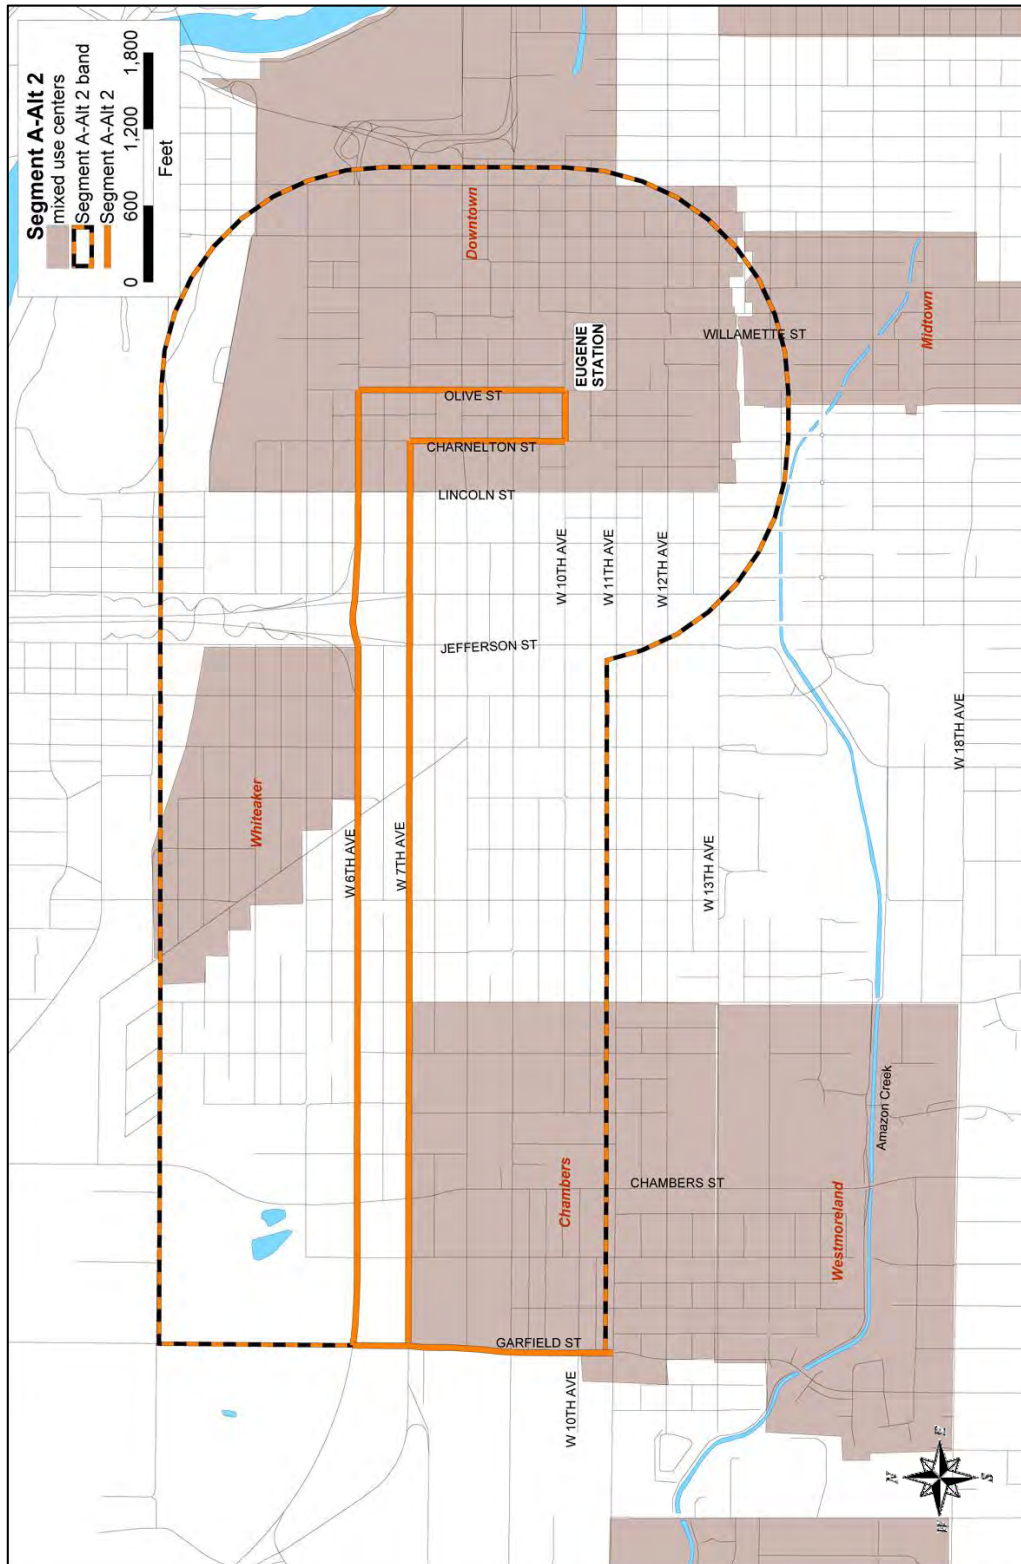 Segment A-Alt 2
mixed use centers
Segment A-Alt 2 band
Segment A-Alt 2
0 600 1,200 1,800
Feet
Downtown
EUGENE
STATION
WILLAMETTE ST
Midtown
OLIVE ST
CHARNELTON ST
LINCOLN ST
W 10TH AVE
W 11TH AVE
W 12TH AVE
JEFFERSON ST
W 18TH AVE
Whiteaker
W 6TH AVE
W 7TH AVE
W 13TH AVE
Amazon Creek
Chambers
CHAMBERS ST
Westmoreland
GARFIELD ST
W 10TH AVE
N
E
S
W